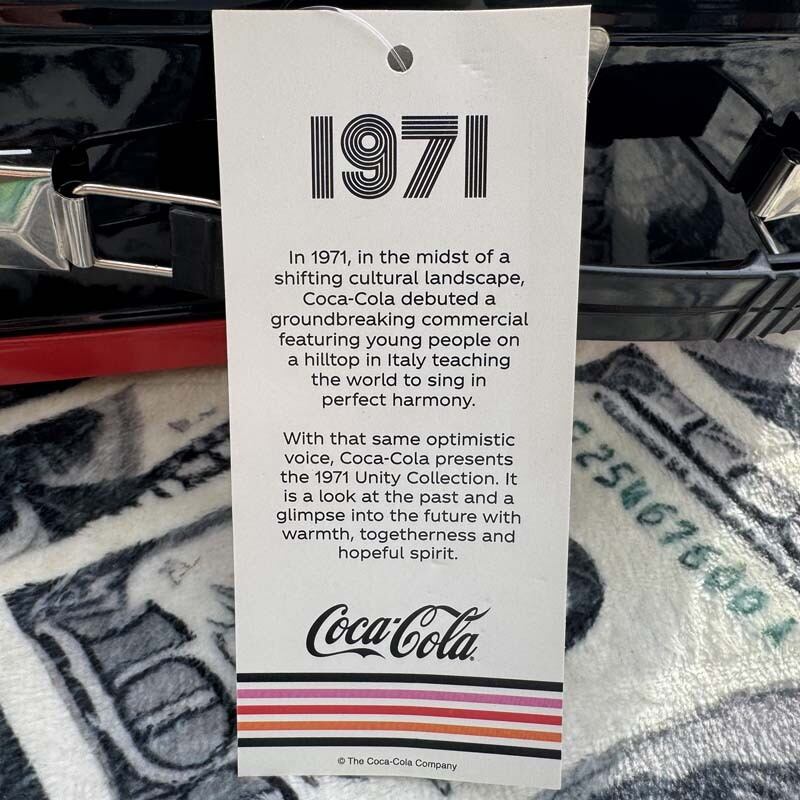 1971
In 1971, in the midst of a
shifting cultural landscape,
Coca-Cola debuted a
groundbreaking commercial
featuring young people on
a hilltop in Italy teaching
the world to sing in
perfect harmony.
With that same optimistic
voice, Coca-Cola presents
the 1971 Unity Collection. It
is a look at the past and a
glimpse into the future with
warmth, togetherness and
hopeful spirit.
Coca-Cola
© The Coca-Cola Company